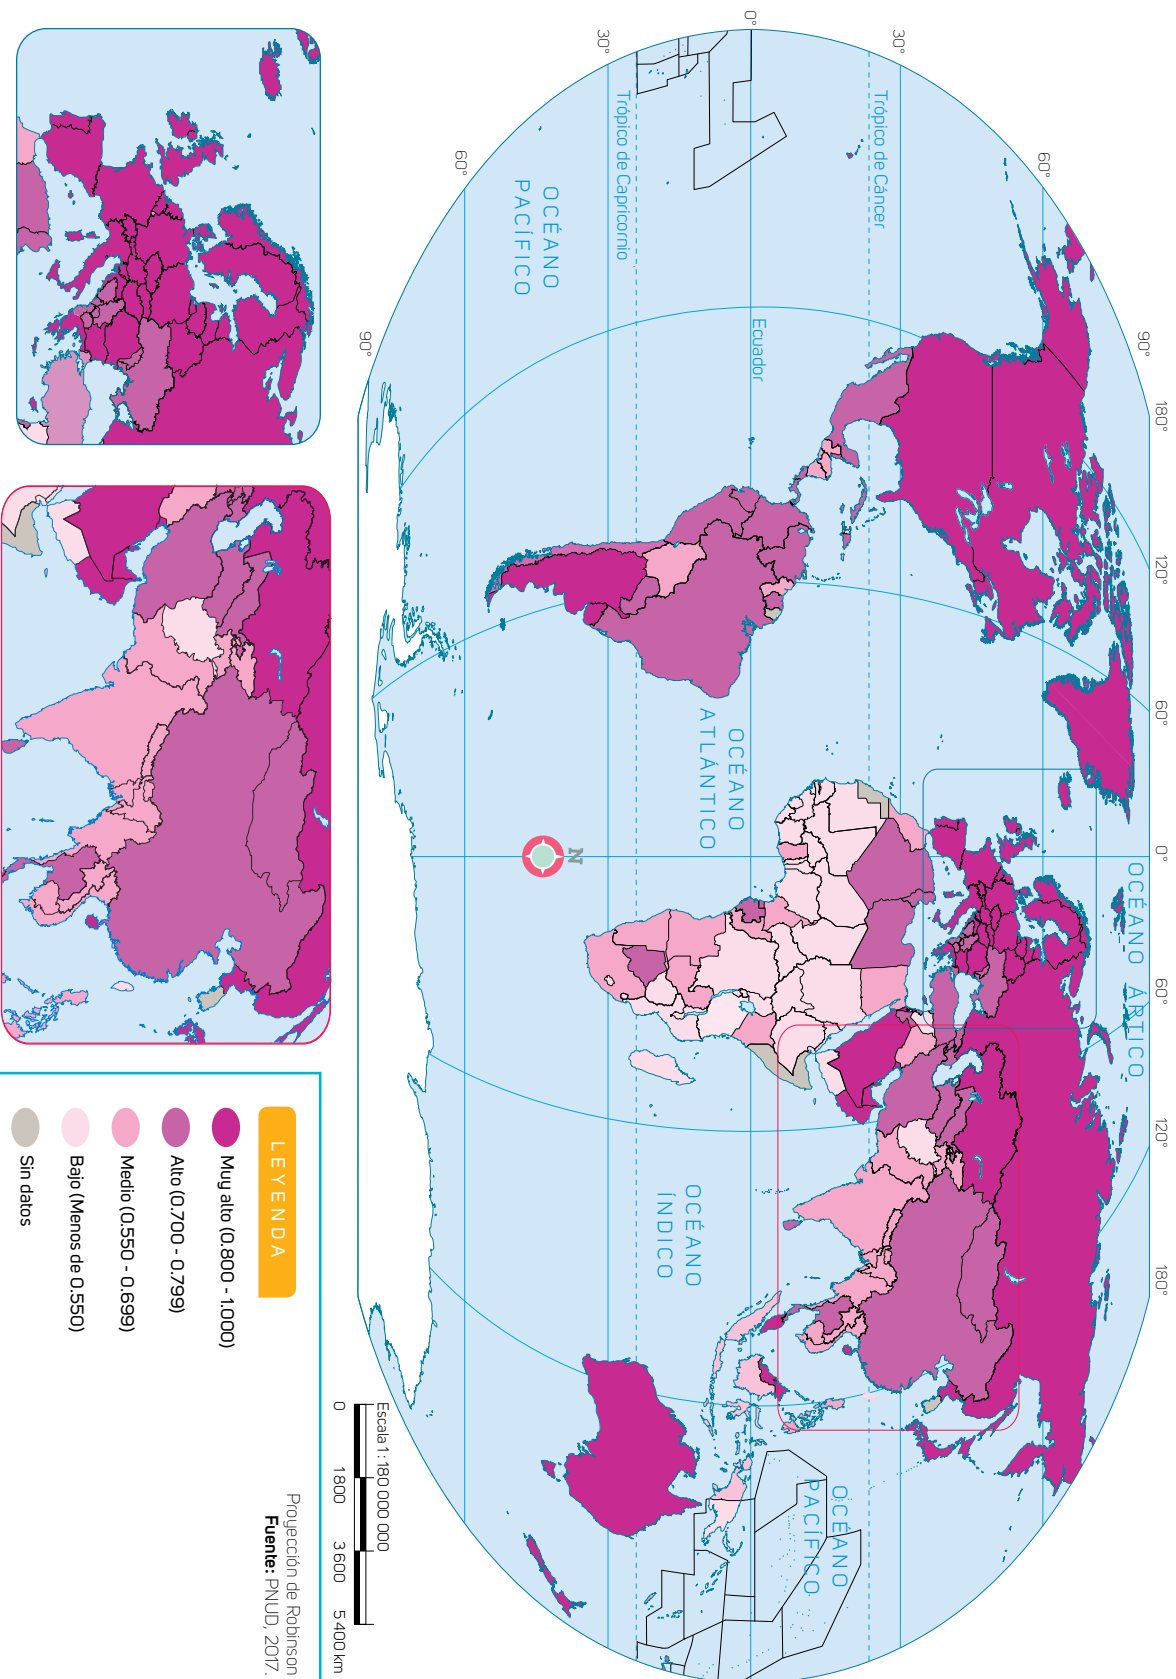 180°
120°
60°
0°
60°
120°
180°
90°
OCÉANO ÁRTICO
60°
30°
Trópico de Cáncer
OCÉANO
PACÍFICO
0°
Ecuador
OCÉANO
ATLÁNTICO
OCÉANO
ÍNDICO
30°
Trópico de Capricornio
OCÉANO
PACÍFICO
N
60°
90°
Escala 1 : 180 000 000
0 1800 3600 5400 km
Proyección de Robinson
Fuente: PNUD, 2017.
LEYENDA
Muy alto (0.800 - 1.000)
Alto (0.700 - 0.799)
Medio (0.550 - 0.699)
Bajo (Menos de 0.550)
Sin datos